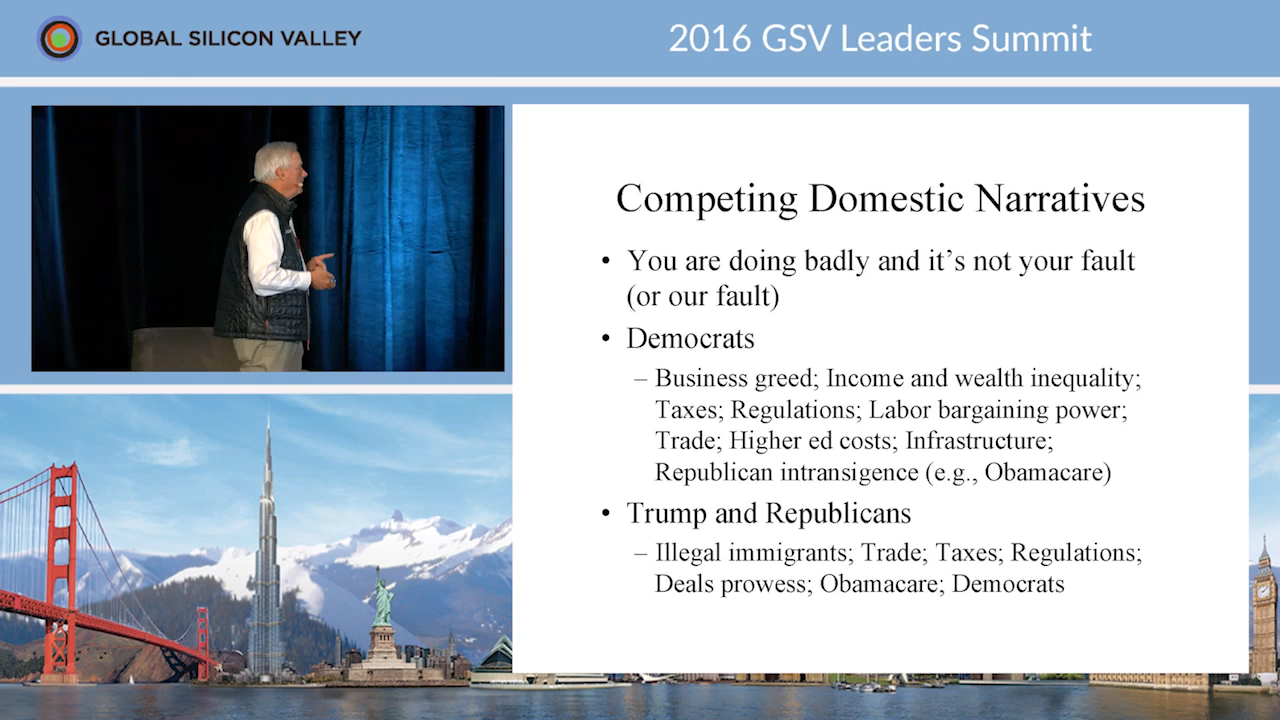 GLOBAL SILICON VALLEY
2016 GSV Leaders Summit
Competing Domestic Narratives
• You are doing badly and it’s not your fault
(or our fault)
• Democrats
– Business greed; Income and wealth inequality;
Taxes; Regulations; Labor bargaining power;
Trade; Higher ed costs; Infrastructure;
Republican intransigence (e.g., Obamacare)
• Trump and Republicans
– Illegal immigrants; Trade; Taxes; Regulations;
Deals prowess; Obamacare; Democrats